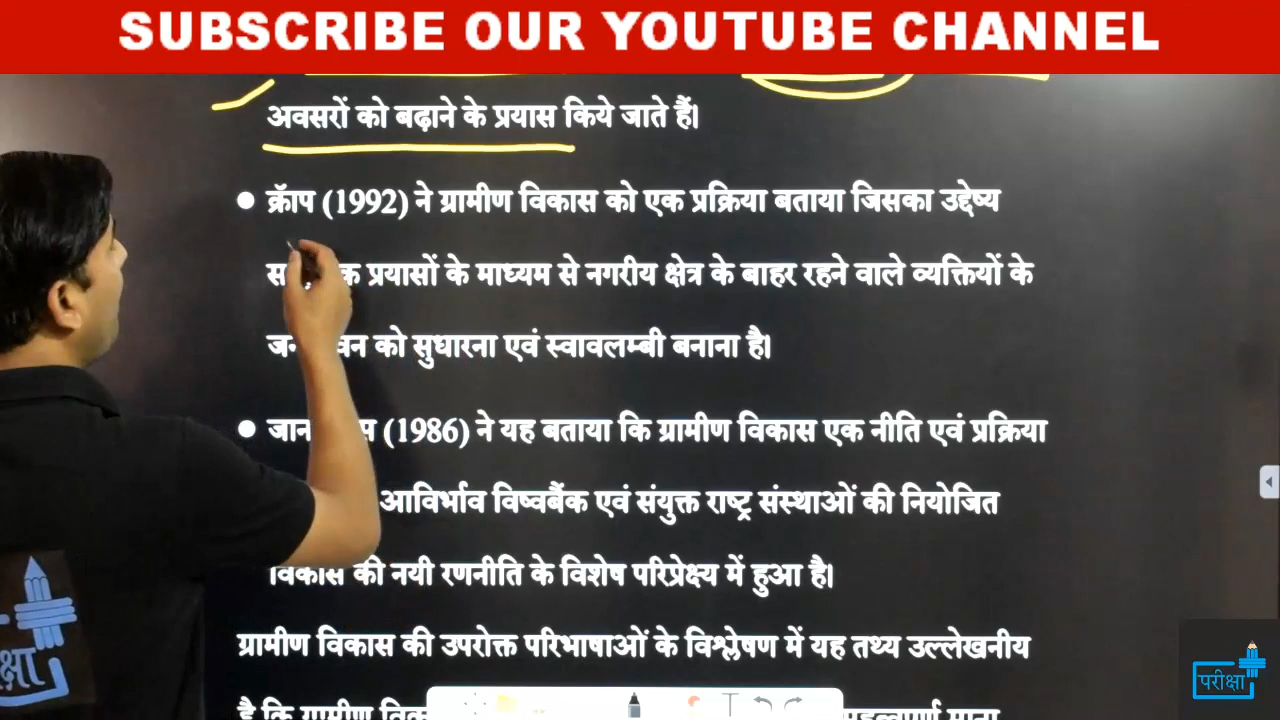 SUBSCRIBE OUR YOUTUBE CHANNEL
अवसरों को बढ़ाने के प्रयास किये जाते हैं।
• क्रॅाप (1992) ने ग्रामीण विकास को एक प्रक्रिया बताया जिसका उद्देष्य
प्रयासों के माध्यम से नगरीय क्षेत्र के बाहर रहने वाले व्यक्तियों के
को सुधारना एवं स्वावलम्बी बनाना है।
• (1986) ने यह बताया कि ग्रामीण विकास एक नीति एवं प्रक्रिया
आविर्भाव विष्वबैंक एवं संयुक्त राष्ट्र संस्थाओं की नियोजित
विकास की नयी रणनीति के विशेष परिप्रेक्ष्य में हुआ है।
ग्रामीण विकास की उपरोक्त परिभाषाओं के विश्लेषण में यह तथ्य उल्लेखनीय
है कि ग्रामीण
परीक्षा